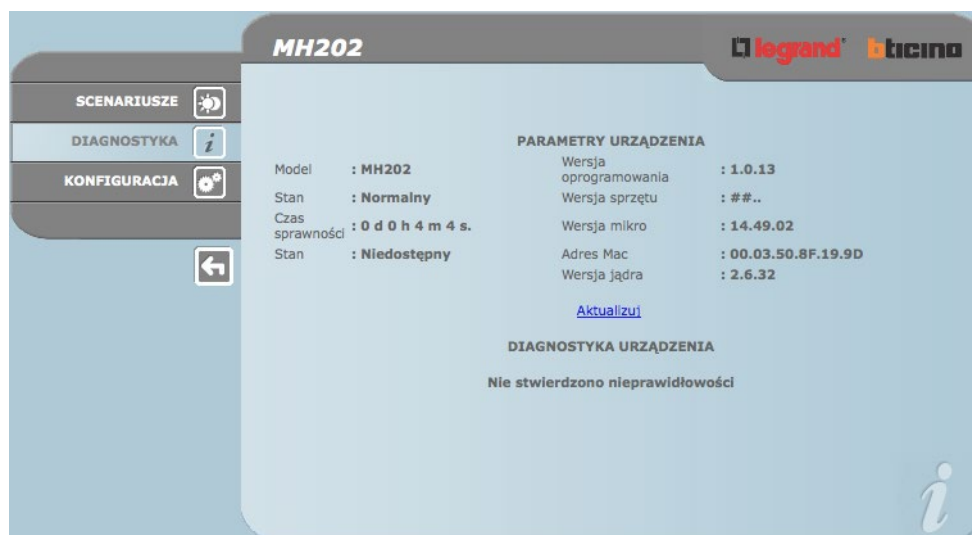 MH202
legrand bticino
SCENARIUSZE
DIAGNOSTYKA
KONFIGURACJA
PARAMETRY URZĄDZENIA
Model : MH202
Stan : Normalny
Czas sprawności : 0 d 0 h 4 m 4 s.
Stan : Niedostępny
Wersja oprogramowania : 1.0.13
Wersja sprzętu : ##..
Wersja mikro : 14.49.02
Adres Mac : 00.03.50.8F.19.9D
Wersja jądra : 2.6.32
Aktualizuj
DIAGNOSTYKA URZĄDZENIA
Nie stwierdzono nieprawidłowości